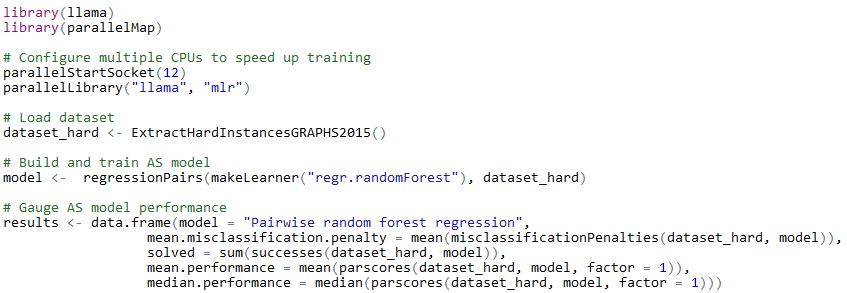 library(llama)
library(parallelMap)
# Configure multiple CPUs to speed up training
parallelStartSocket(12)
parallelLibrary("llama", "mlr")
# Load dataset
dataset_hard <- ExtractHardInstancesGRAPHS2015()
# Build and train AS model
model <-  regressionPairs(makeLearner("regr.randomForest"), dataset_hard)
# Gauge AS model performance
results <- data.frame(model = "Pairwise random forest regression",
mean.misclassification.penalty = mean(misclassificationPenalties(dataset_hard, model)),
solved = sum(successes(dataset_hard, model)),
mean.performance = mean(parscores(dataset_hard, model, factor = 1)),
median.performance = median(parscores(dataset_hard, model, factor = 1)))